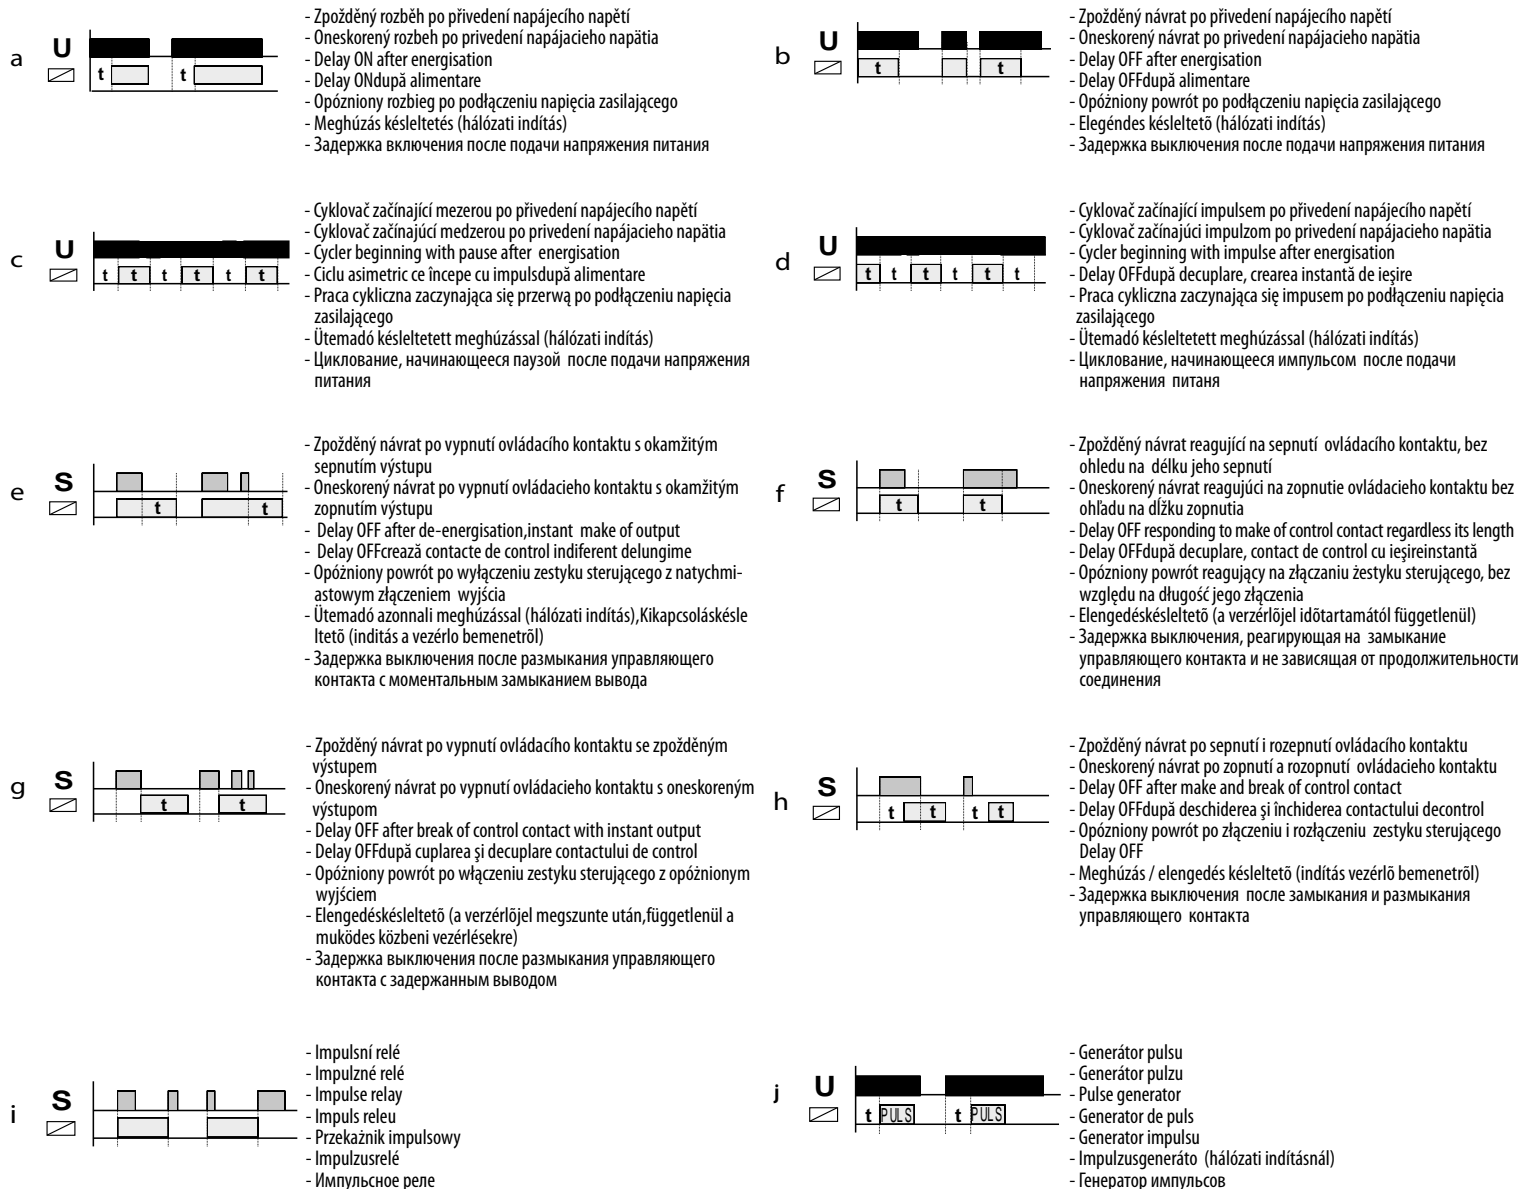 a
U
t
t
- Zpožděný rozběh po přivedení napájecího napětí
- Oneskorený rozbeh po privedení napájacieho napätia
- Delay ON after energisation
- Delay ONdupă alimentare
- Opózniony rozbieg po podłączeniu napięcia zasilającego
- Meghúzás késleltetés (hálózati indítás)
- Задержка включения после подачи напряжения питания
b
U
t
t
- Zpožděný návrat po přivedení napájecího napětí
- Oneskorený návrat po privedení napájacieho napätia
- Delay OFF after energisation
- Delay OFFdupă alimentare
- Opóżniony powrót po podłączeniu napięcia zasilającego
- Elegéndes késleltetõ (hálózati indítás)
- Задержка выключения после подачи напряжения питания
c
U
t t t t t t
- Cyklovač začínající mezerou po přivedení napájecího napětí
- Cyklovač začínajúcí medzerou po privedení napájacieho napätia
- Cycler beginning with pause after energisation
- Ciclu asimetric ce începe cu impulsdupă alimentare
- Praca cykliczna zaczynająca się przerwą po podłączeniu napięcia
zasilającego
- Ütemadó késleltetett meghúzással (hálózati indítás)
- Циклование, начинающееся паузой после подачи напряжения
питания
d
U
t t t t t t
- Cyklovač začínající impulsem po přivedení napájecího napětí
- Cyklovač začínajúci impulzom po privedení napájacieho napätia
- Cycler beginning with impulse after energisation
- Delay OFFdupă decuplare, crearea instantă de ieşire
- Praca cykliczna zaczynająca się impusem po podłączeniu napięcia
zasilającego
- Ütemadó késleltetett meghúzással (hálózati indítás)
- Циклование, начинающееся импульсом после подачи
напряжения питаня
e
S
t
t
- Zpožděný návrat po vypnutí ovládacího kontaktu s okamžitým
sepnutím výstupu
- Oneskorený návrat po vypnutí ovládacieho kontaktu s okamžitým
zopnutím výstupu
- Delay OFF after de-energisation,instant make of output
- Delay OFFcrează contacte de control indiferent delungime
- Opóżniony powrót po wyłączeniu zestyku sterującego z natychmi-
astowym złączeniem wyjścia
- Ütemadó azonnali meghúzással (hálózati indítás),Kikapcsoláskésle
ltetõ (inditás a vezérlo bemenetrõl)
- Задержка выключения после размыкания управляющего
контакта с моментальным замыканием вывода
f
S
t
t
- Zpožděný návrat reagující na sepnutí ovládacího kontaktu, bez
ohledu na délku jeho sepnutí
- Oneskorený návrat reagujúci na zopnutie ovládacieho kontaktu bez
ohľadu na dĺžku zopnutia
- Delay OFF responding to make of control contact regardless its length
- Delay OFFdupă decuplare, contact de control cu ieşireinstantă
- Opózniony powrót reagujący na złączaniu żestyku sterującego, bez
względu na długość jego złączenia
- Elengedéskésleltetõ (a verzérlõjel idõtartamától függetlenül)
- Задержка выключения, реагирующая на замыкание
управляющего контакта и не зависящая от продолжительности
соединения
g
S
t
t
- Zpožděný návrat po vypnutí ovládacího kontaktu se zpožděným
výstupem
- Oneskorený návrat po vypnutí ovládacieho kontaktu s oneskoreným
výstupom
- Delay OFF after break of control contact with instant output
- Delay OFFdupă cuplarea şi decuplare contactului de control
- Opóżniony powrót po włączeniu zestyku sterującego z opóżnionym
wyjściem
- Elengedéskésleltetõ (a verzérlõjel megszunte után,függetlenül a
muködes közbeni vezérlésekre)
- Задержка выключения после размыкания управляющего
контакта с задержанным выводом
h
S
t t t t
- Zpožděný návrat po sepnutí i rozepnutí ovládacího kontaktu
- Oneskorený návrat po zopnutí a rozopnutí ovládacieho kontaktu
- Delay OFF after make and break of control contact
- Delay OFFdupă deschiderea şi închiderea contactului decontrol
- Opózniony powrót po złączeniu i rozłączeniu zestyku sterującego
Delay OFF
- Meghúzás / elengedés késleltetõ (indítás vezérlõ bemenetrõl)
- Задержка выключения после замыкания и размыкания
управляющего контакта
i
S
- Impulsní relé
- Impulzné relé
- Impulse relay
- Impuls releu
- Przekażnik impulsowy
- Impulzusrelé
- Импульсное реле
j
U
t PULS t PULS
- Generátor pulsu
- Generátor pulzu
- Pulse generator
- Generator de puls
- Generator impulsu
- Impulzusgeneráto (hálózati indításnál)
- Генератор импульсов